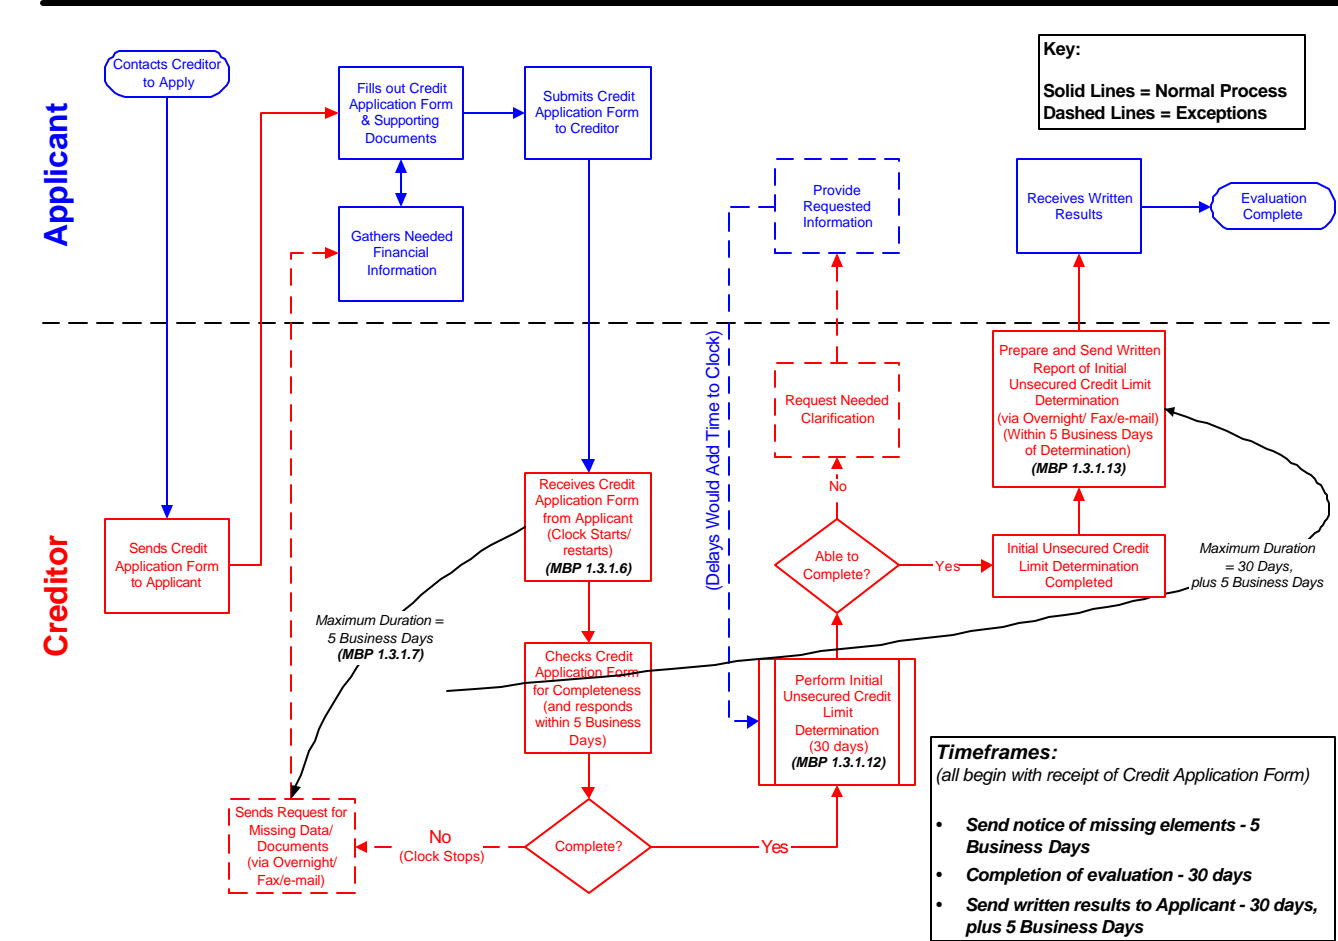 Key:
Solid Lines = Normal Process
Dashed Lines = Exceptions
Applicant
Contacts Creditor
to Apply
Fills out Credit
Application Form
& Supporting
Documents
Submits Credit
Application Form
to Creditor
Gathers Needed
Financial
Information
Provide
Requested
Information
Receives Written
Results
Evaluation
Complete
Creditor
Sends Credit
Application Form
to Applicant
Receives Credit
Application Form
from Applicant
(Clock Starts/
restarts)
(MBP 1.3.1.6)
Maximum Duration =
5 Business Days
(MBP 1.3.1.7)
Checks Credit
Application Form
for Completeness
(and responds
within 5 Business
Days)
Complete?
No
(Clock Stops)
Sends Request for
Missing Data/
Documents
(via Overnight/
Fax/e-mail)
Yes
(Delays Would Add Time to Clock)
Perform Initial
Unsecured Credit
Limit
Determination
(30 days)
(MBP 1.3.1.12)
Able to
Complete?
No
Request Needed
Clarification
Yes
Initial Unsecured Credit
Limit Determination
Completed
Prepare and Send Written
Report of Initial
Unsecured Credit Limit
Determination
(via Overnight/ Fax/e-mail)
(Within 5 Business Days
of Determination)
(MBP 1.3.1.13)
Maximum Duration
= 30 Days,
plus 5 Business Days
Timeframes:
(all begin with receipt of Credit Application Form)
• Send notice of missing elements - 5
Business Days
• Completion of evaluation - 30 days
• Send written results to Applicant - 30 days,
plus 5 Business Days